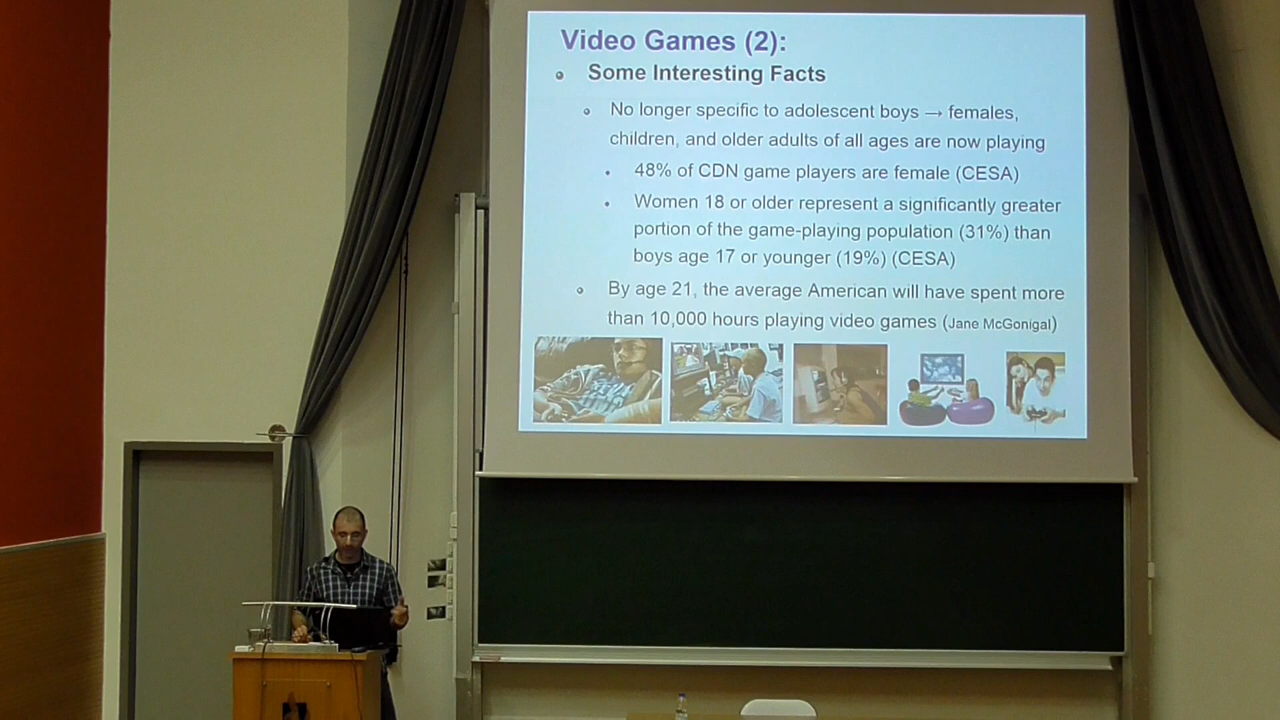 Video Games (2):
Some Interesting Facts
No longer specific to adolescent boys → females,
children, and older adults of all ages are now playing
48% of CDN game players are female (CESA)
Women 18 or older represent a significantly greater
portion of the game-playing population (31%) than
boys age 17 or younger (19%) (CESA)
By age 21, the average American will have spent more
than 10,000 hours playing video games (Jane McGonigal)